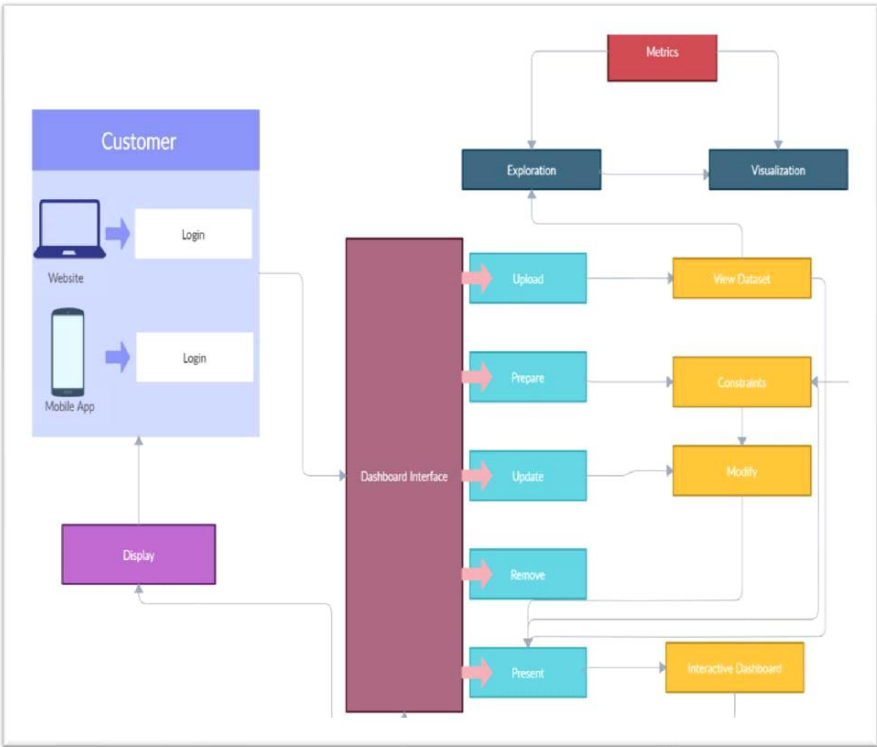 Metrics
Customer
Exploration
Visualization
Login
Website
Upload
View Dataset
Login
Mobile App
Prepare
Constraints
Dashboard Interface
Update
Modify
Display
Remove
Present
Interactive Dashboard